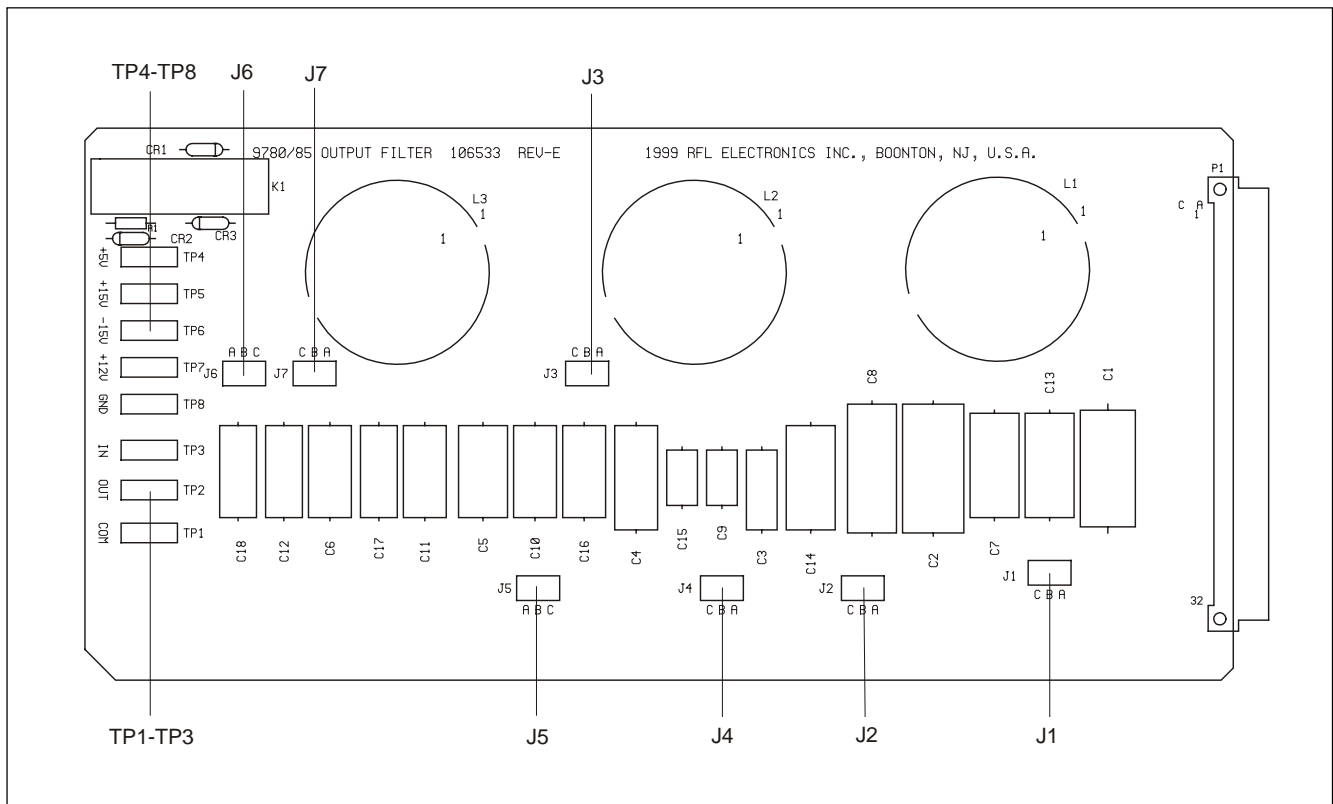 TP4-TP8 J6 J7 J3
CR1 9780/85 OUTPUT FILTER 106533 REV-E 1999 RFL ELECTRONICS INC., BOONTON, NJ, U.S.A.
P1
K1
L3 L2 L1
1 1 1
C A
1
1 1 1
R1
CR2 CR3
+5V TP4
+15V TP5
-15V TP6
+12V TP7
GND TP8
IN TP3
OUT TP2
COM TP1
A B C C B A C B A
J6 J7 J3
C8 C13 C1
C18 C12 C6 C17 C11 C5 C10 C16 C4 C15 C9 C3 C14 C2 C7
J5 J4 J2 J1
A B C C B A C B A C B A
32
TP1-TP3 J5 J4 J2 J1